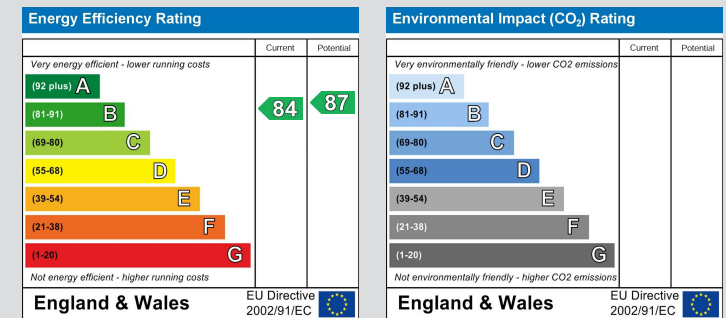 Energy Efficiency Rating
Current Potential
Very energy efficient - lower running costs
(92 plus) A
(81-91) B
84 87
(69-80) C
(55-68) D
(39-54) E
(21-38) F
(1-20) G
Not energy efficient - higher running costs
England & Wales
EU Directive
2002/91/EC
Environmental Impact (CO₂) Rating
Current Potential
Very environmentally friendly - lower CO2 emissions
(92 plus) A
(81-91) B
(69-80) C
(55-68) D
(39-54) E
(21-38) F
(1-20) G
Not environmentally friendly - higher CO2 emissions
England & Wales
EU Directive
2002/91/EC